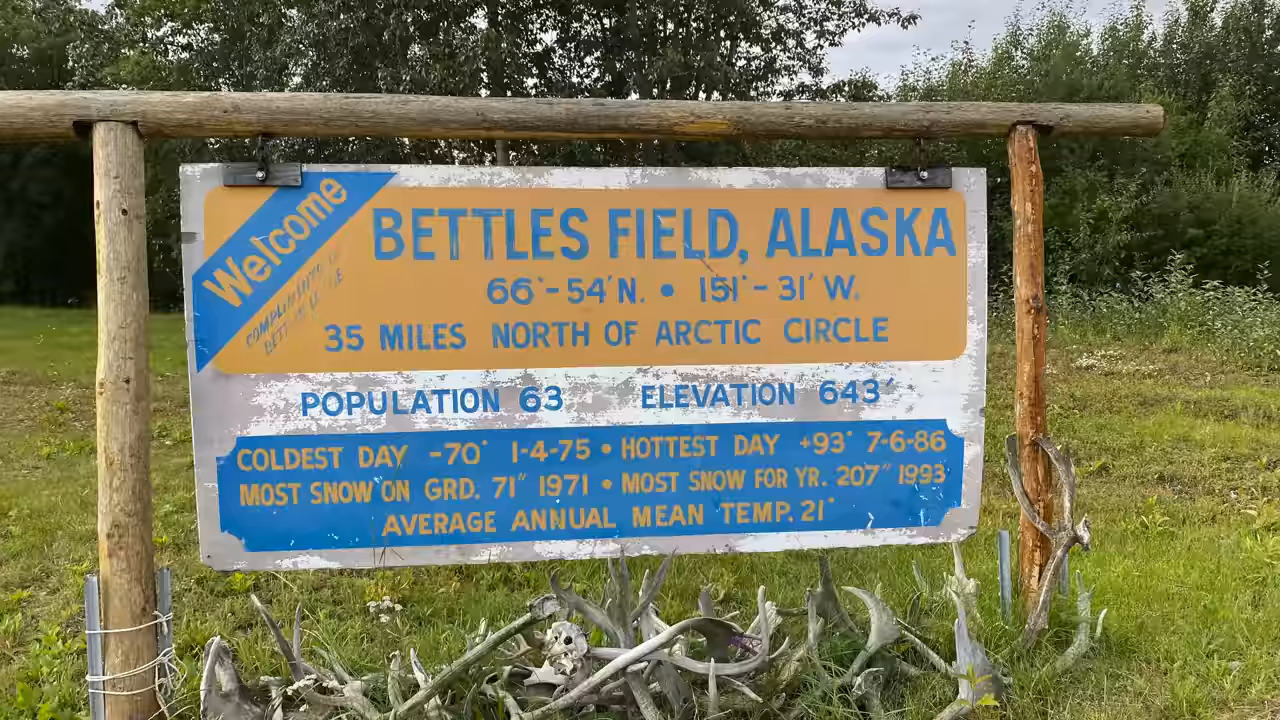 Welcome
COMPLIMENTS OF
BETTLES
BETTLES FIELD, ALASKA
66°-54'N. • 151°-31' W.
35 MILES NORTH OF ARCTIC CIRCLE
POPULATION 63 ELEVATION 643'
COLDEST DAY -70° 1-4-75 • HOTTEST DAY +93° 7-6-86
MOST SNOW ON GRD. 71" 1971 • MOST SNOW FOR YR. 207" 1993
AVERAGE ANNUAL MEAN TEMP. 21°